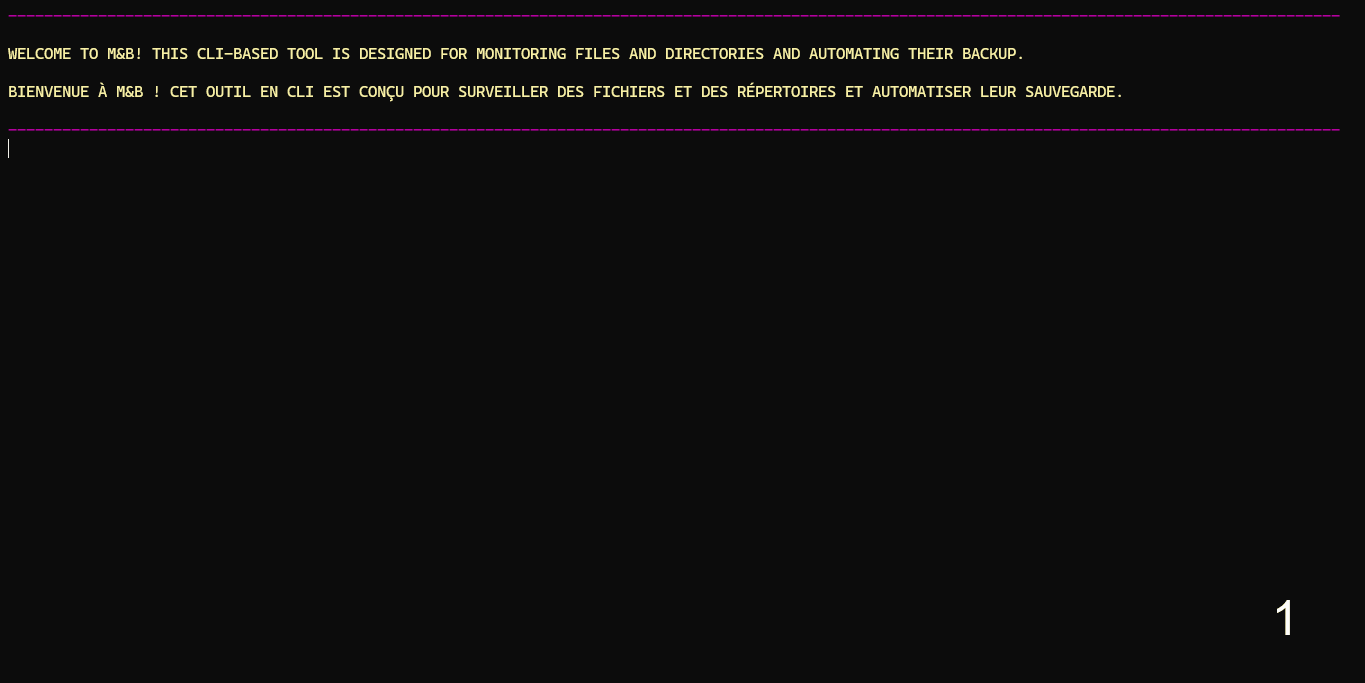 WELCOME TO M&B! THIS CLI-BASED TOOL IS DESIGNED FOR MONITORING FILES AND DIRECTORIES AND AUTOMATING THEIR BACKUP.
BIENVENUE À M&B ! CET OUTIL EN CLI EST CONÇU POUR SURVEILLER DES FICHIERS ET DES RÉPERTOIRES ET AUTOMATISER LEUR SAUVEGARDE.
1